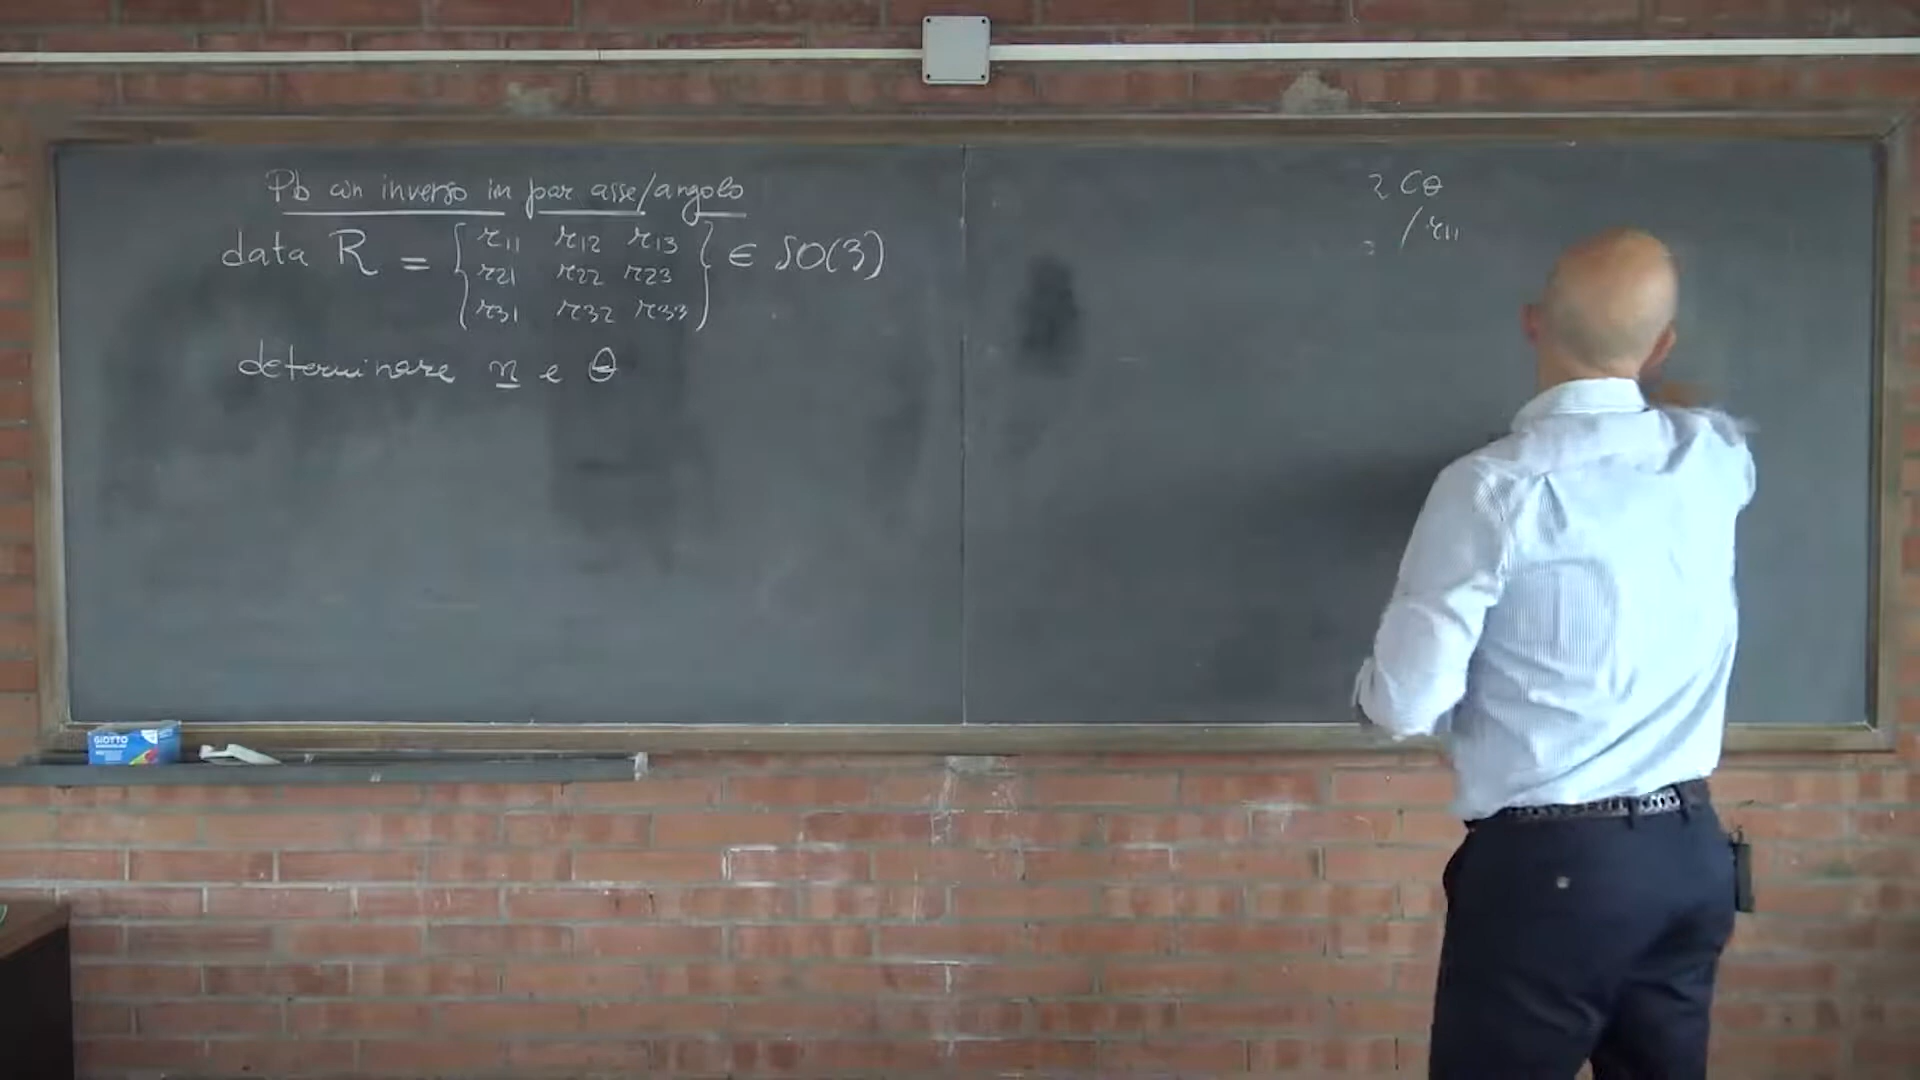 Pb cin inverso in par asse/angolo
data R = [ r11 r12 r13
r21 r22 r23
r31 r32 r33 ] ∈ SO(3)
determinare n e θ
2 Cθ
r11
GIOTTO